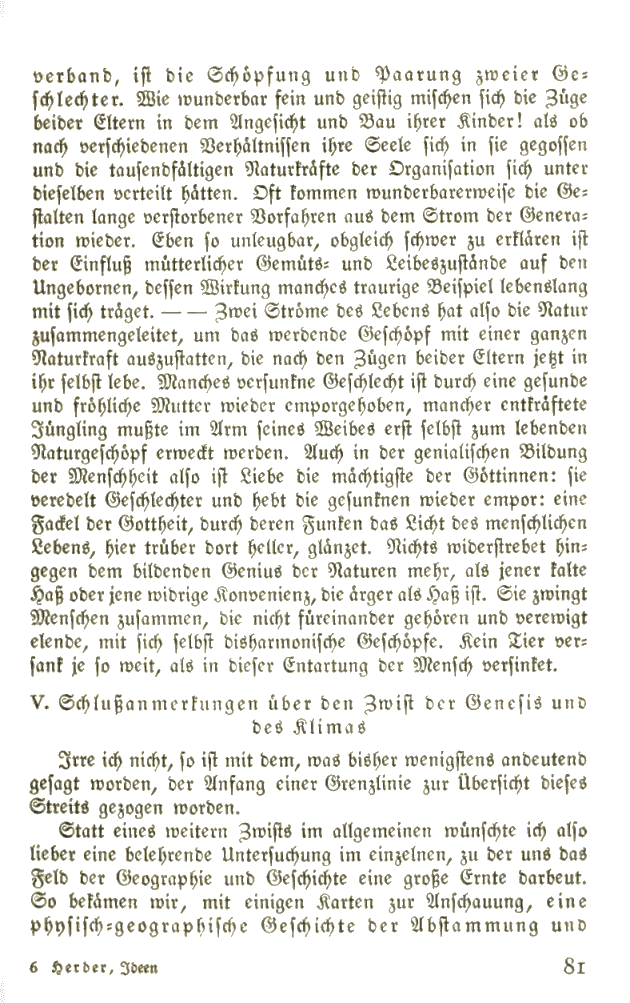 verband, ist die Schöpfung und Paarung zweier Ge-
schlechter. Wie wunderbar fein und geistig mischen sich die Züge
beider Eltern in dem Angesicht und Bau ihrer Kinder! als ob
nach verschiedenen Verhältnissen ihre Seele sich in sie gegossen
und die tausendfältigen Naturkräfte der Organisation sich unter
dieselben verteilt hätten. Oft kommen wunderbarerweise die Ge-
stalten lange verstorbener Vorfahren aus dem Strom der Genera-
tion wieder. Eben so unleugbar, obgleich schwer zu erklären ist
der Einfluß mütterlicher Gemüts- und Leibeszustände auf den
Ungebornen, dessen Wirkung manches traurige Beispiel lebenslang
mit sich träget. — — Zwei Ströme des Lebens hat also die Natur
zusammengeleitet, um das werdende Geschöpf mit einer ganzen
Naturkraft auszustatten, die nach den Zügen beider Eltern jetzt in
ihr selbst lebe. Manches versunkne Geschlecht ist durch eine gesunde
und fröhliche Mutter wieder emporgehoben, mancher entkräftete
Jüngling mußte im Arm seines Weibes erst selbst zum lebenden
Naturgeschöpf erweckt werden. Auch in der genialischen Bildung
der Menschheit also ist Liebe die mächtigste der Göttinnen: sie
veredelt Geschlechter und hebt die gesunknen wieder empor: eine
Fackel der Gottheit, durch deren Funken das Licht des menschlichen
Lebens, hier trüber dort heller, glänzet. Nichts widerstrebet hin-
gegen dem bildenden Genius der Naturen mehr, als jener kalte
Haß oder jene widrige Konvenienz, die ärger als Haß ist. Sie zwingt
Menschen zusammen, die nicht füreinander gehören und verewigt
elende, mit sich selbst disharmonische Geschöpfe. Kein Tier ver-
sank je so weit, als in dieser Entartung der Mensch versinket.
V. Schlußanmerkungen über den Zwist der Genesis und
des Klimas
Irre ich nicht, so ist mit dem, was bisher wenigstens andeutend
gesagt worden, der Anfang einer Grenzlinie zur Übersicht dieses
Streits gezogen worden.
Statt eines weitern Zwists im allgemeinen wünschte ich also
lieber eine belehrende Untersuchung im einzelnen, zu der uns das
Feld der Geographie und Geschichte eine große Ernte darbeut.
So bekämen wir, mit einigen Karten zur Anschauung, eine
physisch-geographische Geschichte der Abstammung und
6 Herder, Ideen 81